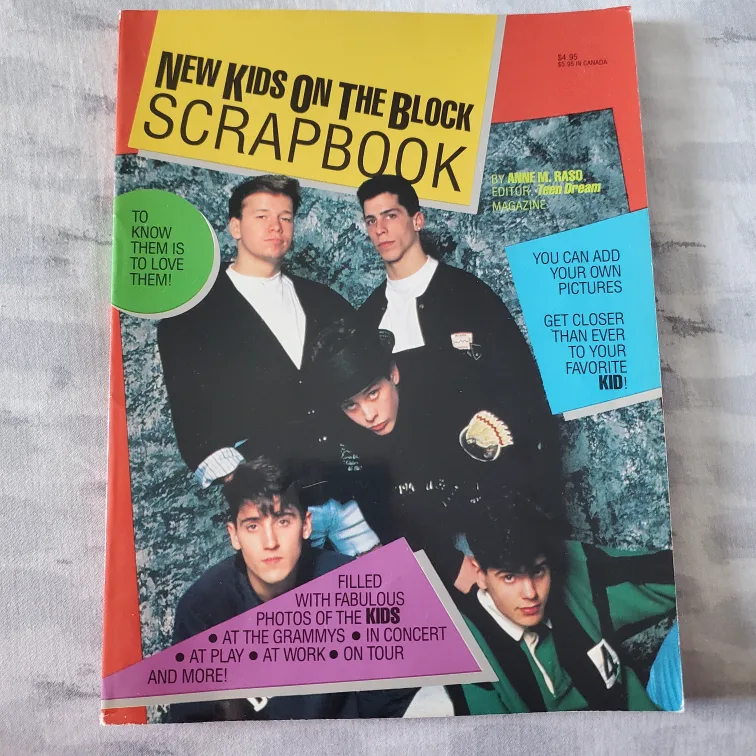 NEW KIDS ON THE BLOCK
SCRAPBOOK
$4.95
$5.95 IN CANADA
BY ANNE M. RASO,
EDITOR, Teen Dream
MAGAZINE
TO
KNOW
THEM IS
TO LOVE
THEM!
YOU CAN ADD
YOUR OWN
PICTURES
GET CLOSER
THAN EVER
TO YOUR
FAVORITE
KID!
FILLED
WITH FABULOUS
PHOTOS OF THE KIDS
• AT THE GRAMMYS • IN CONCERT
• AT PLAY • AT WORK • ON TOUR
AND MORE!
4